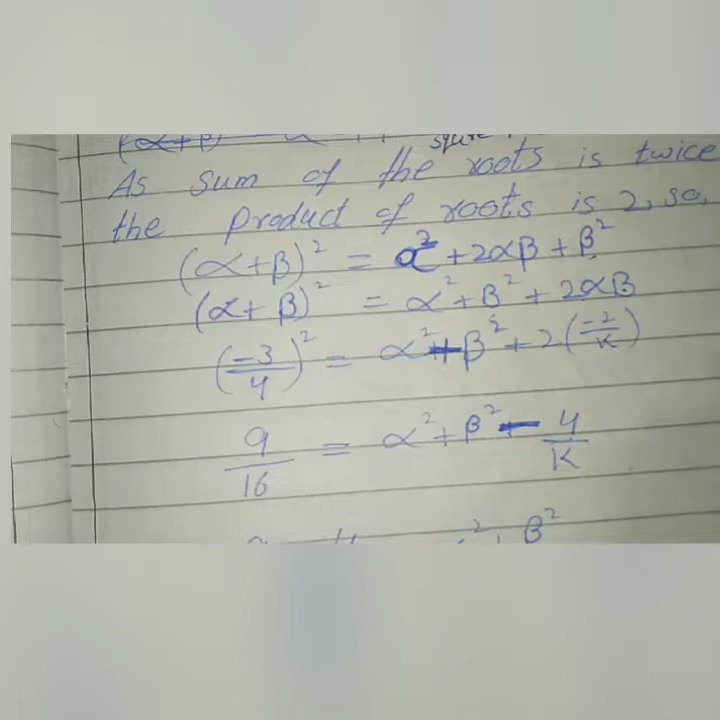 square
As sum of the roots is twice
the product of roots is 2, so,
(α+β)² = α² + 2αβ + β²
(α+β)² = α² + β² + 2αβ
(-3/4)² = α² + β² + 2(-2/K)
9/16 = α² + β² - 4/K